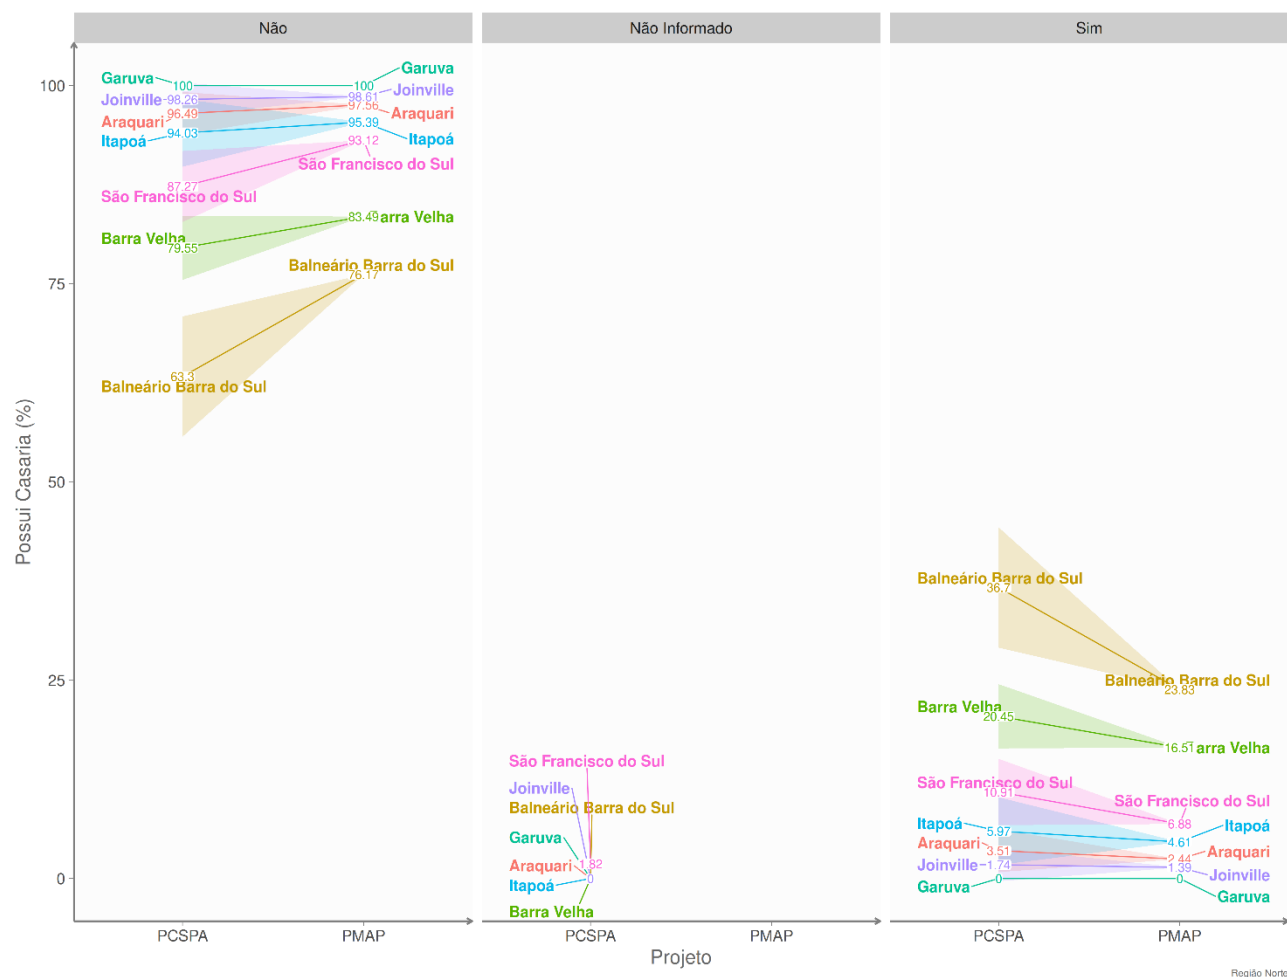 Não
Não Informado
Sim
Possui Casaria (%)
100
75
50
25
0
Garuva
100
100
Garuva
Joinville
98.26
98.61
Joinville
Araquari
96.49
97.56
Araquari
Itapoá
94.03
95.39
Itapoá
87.27
93.12
São Francisco do Sul
São Francisco do Sul
Barra Velha
79.55
83.49
arra Velha
Balneário Barra do Sul
76.17
63.3
Balneário Barra do Sul
São Francisco do Sul
Joinville
Balneário Barra do Sul
Garuva
Araquari
1.82
Itapoá
0
Barra Velha
Balneário Barra do Sul
36.7
Balneário Barra do Sul
23.83
Barra Velha
20.45
16.51
arra Velha
São Francisco do Sul
10.91
São Francisco do Sul
6.88
Itapoá
5.97
4.61
Itapoá
Araquari
3.51
2.44
Araquari
Joinville
1.74
1.39
Joinville
Garuva
0
0
Garuva
PCSPA
PMAP
PCSPA
PMAP
PCSPA
PMAP
Projeto
Região Norte